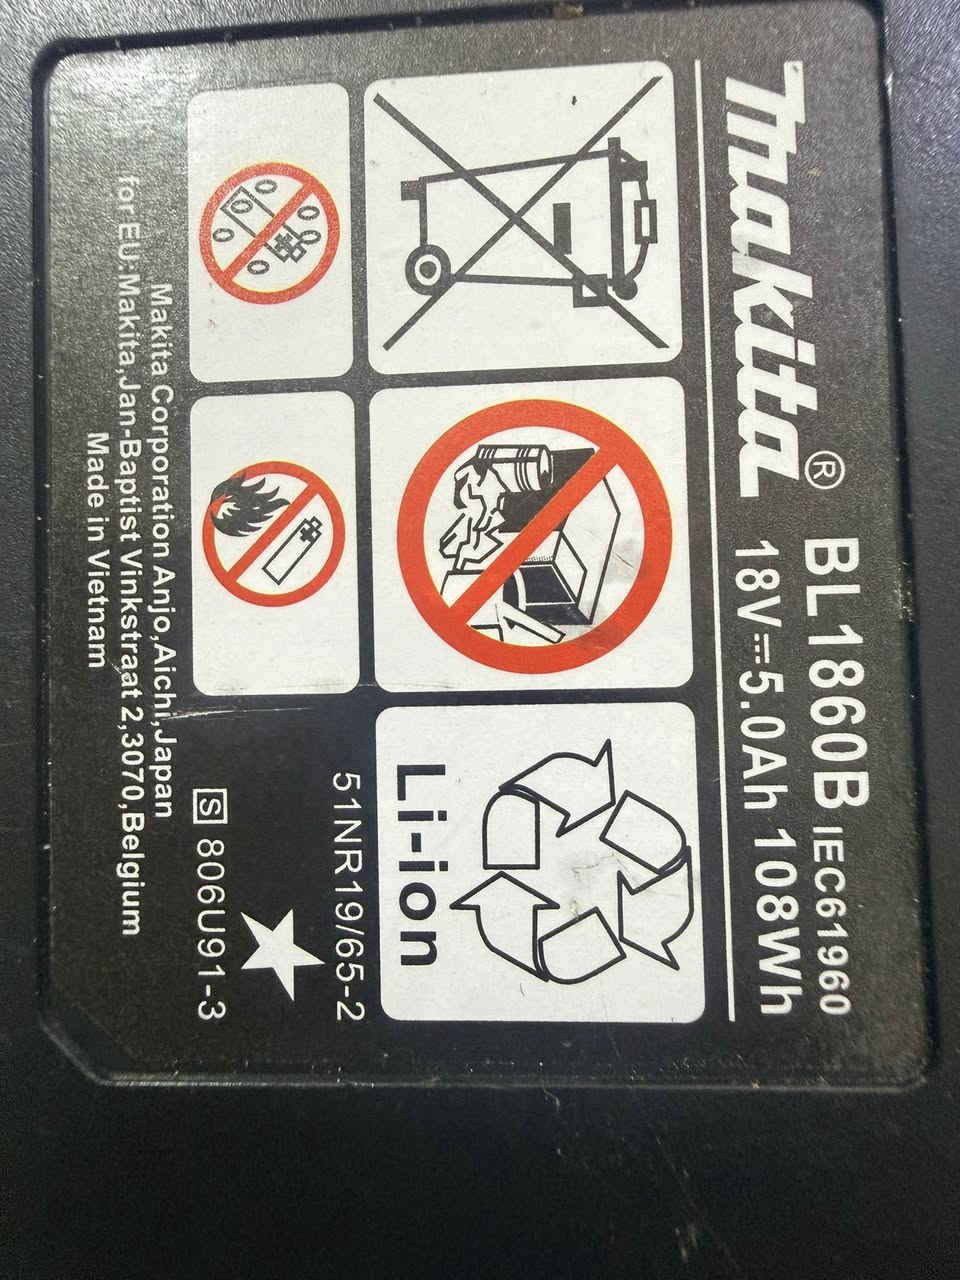 Makita® BL1860B IEC61960
18V⎓5.0Ah 108Wh
Li-ion
51NR19/65-2
S 806U91-3
Makita Corporation Anjo,Aichi,Japan
for EU:Makita,Jan-Baptist Vinkstraat 2,3070,Belgium
Made in Vietnam